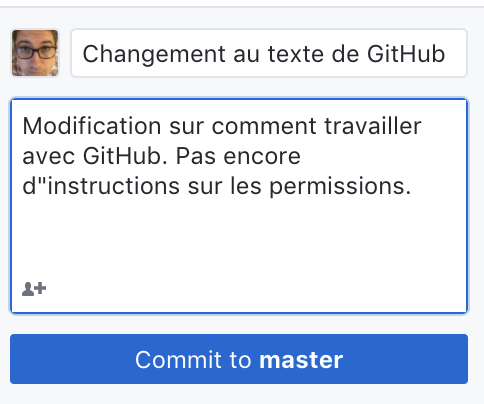 Changement au texte de GitHub
Modification sur comment travailler
avec GitHub. Pas encore
d"instructions sur les permissions.
Commit to master